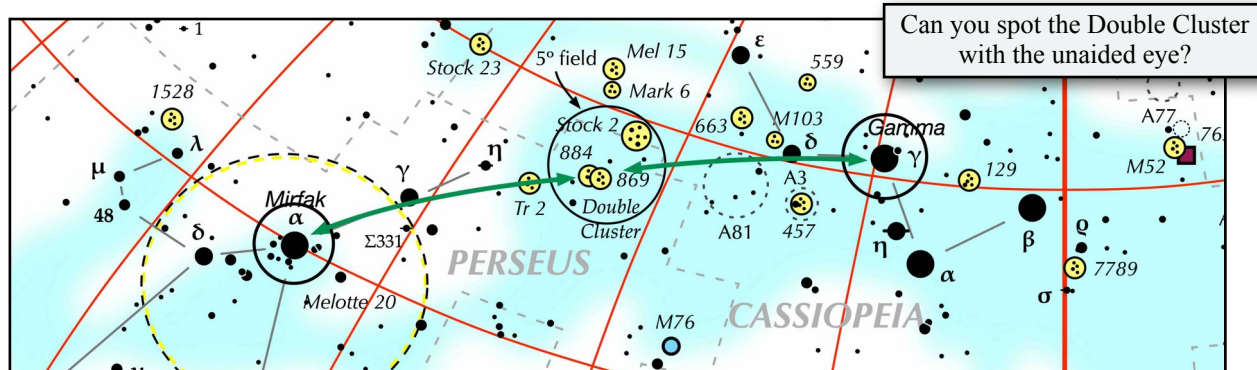 Can you spot the Double Cluster
with the unaided eye?
1
Stock 23
5º field
Mel 15
Mark 6
ε
559
1528
Stock 2
663
M103
δ
Gamma
γ
A77
M52
λ
μ
884
869
Double
Cluster
η
A3
129
48
Mirfak
α
γ
Tr 2
A81
457
β
ρ
δ
Σ331
η
α
7789
σ
PERSEUS
Melotte 20
CASSIOPEIA
M76